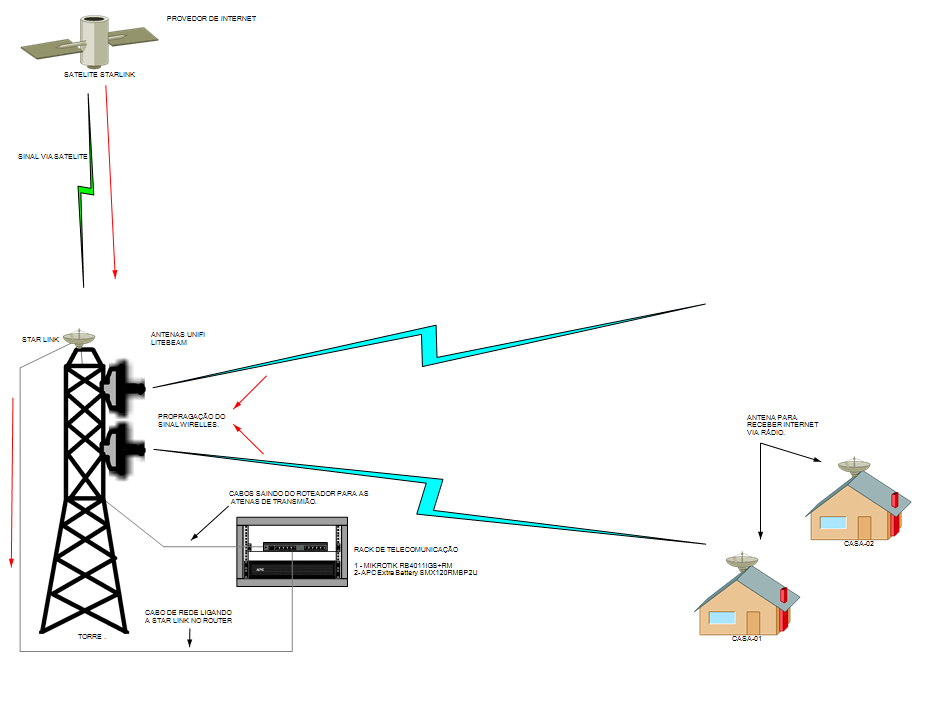 PROVEDOR DE INTERNET
SATELITE STARLINK
SINAL VIA SATELITE
STAR LINK
ANTENAS UNIFI
LITEBEAM
PROPRAGAÇÃO DO
SINAL WIRELLES.
ANTENA PARA
RECEBER INTERNET
VIA RÁDIO.
CABOS SAINDO DO ROTEADOR PARA AS
ATENAS DE TRANSMIÃO.
RACK DE TELECOMUNICAÇÃO
1 - MIKROTIK RB4011IGS+RM
2- APC Extra Battery SMX120RMBP2U
APC
CASA-02
CABO DE REDE LIGANDO
A STAR LINK NO ROUTER
TORRE .
CASA-01